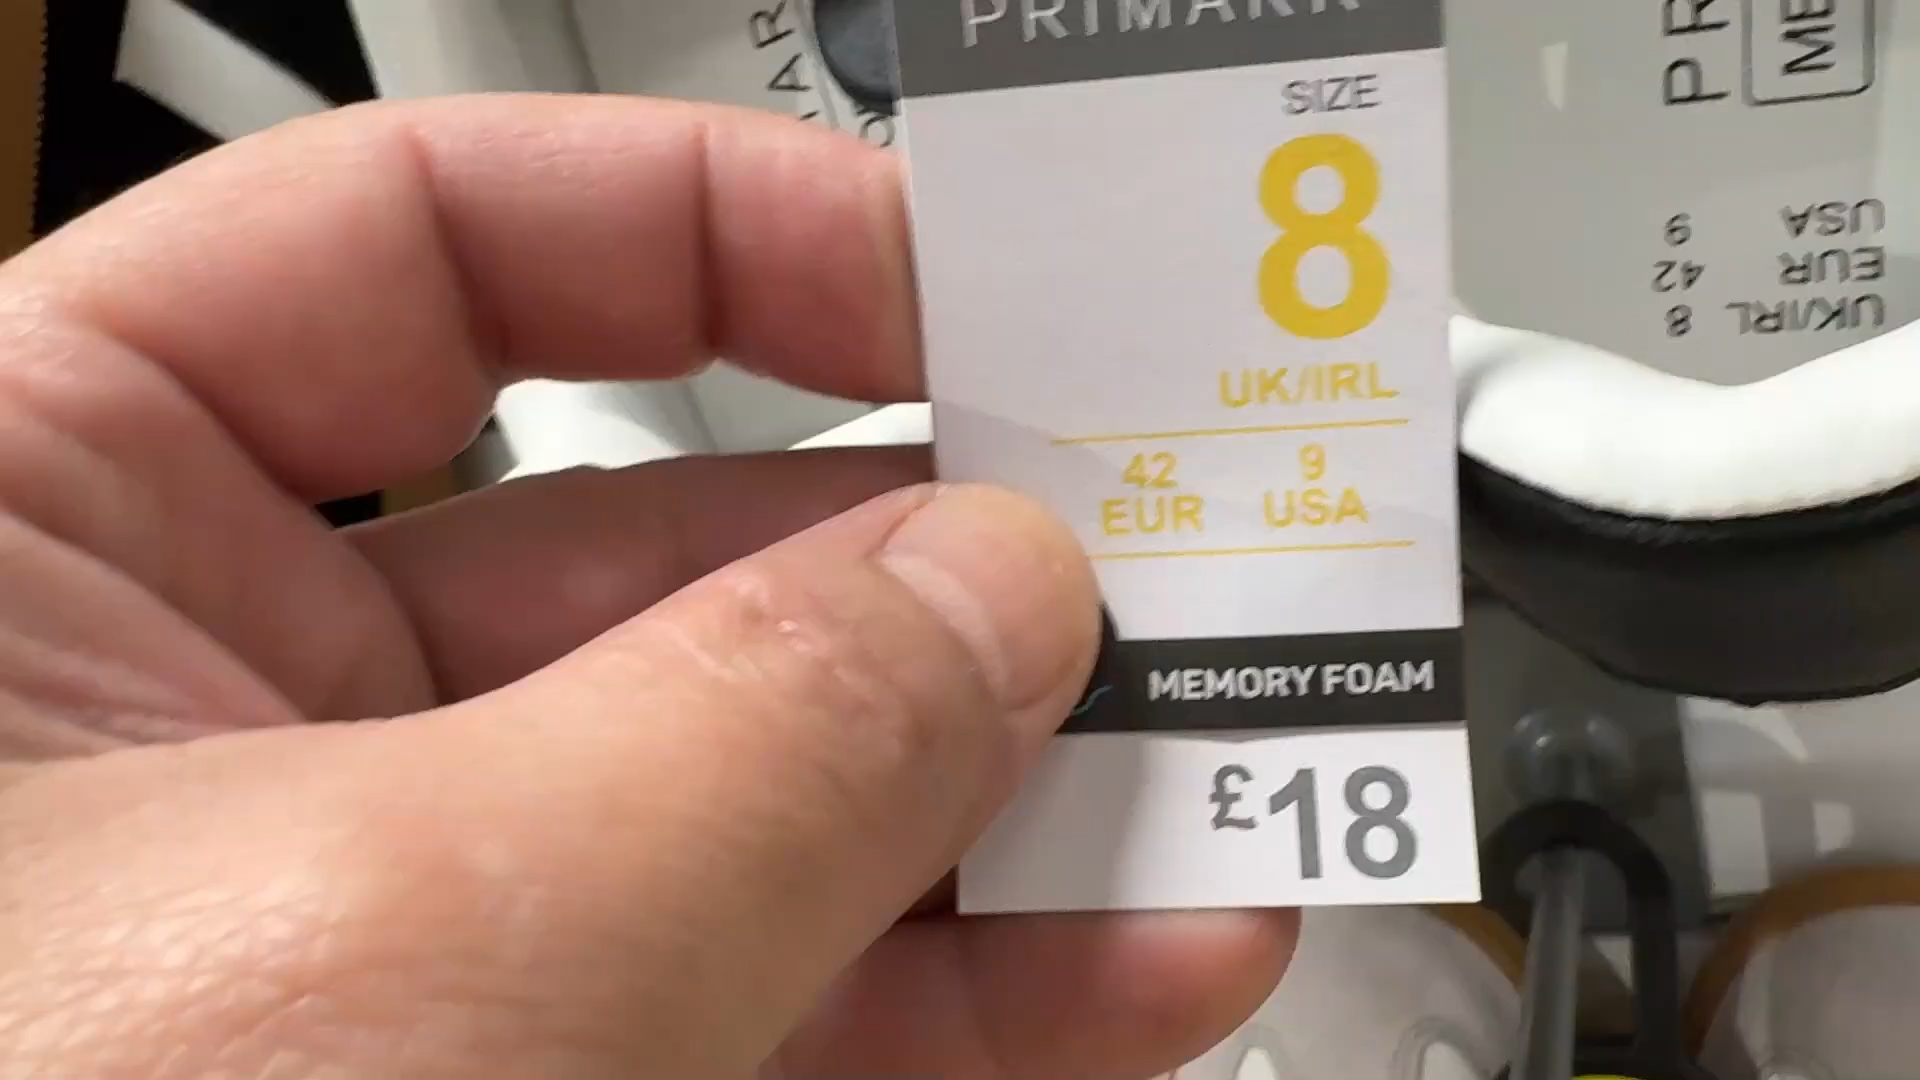 PRIMARK
SIZE
8
UK/IRL
42 9
EUR USA
MEMORY FOAM
£18
USA 9
EUR 42
UK/IRL 8